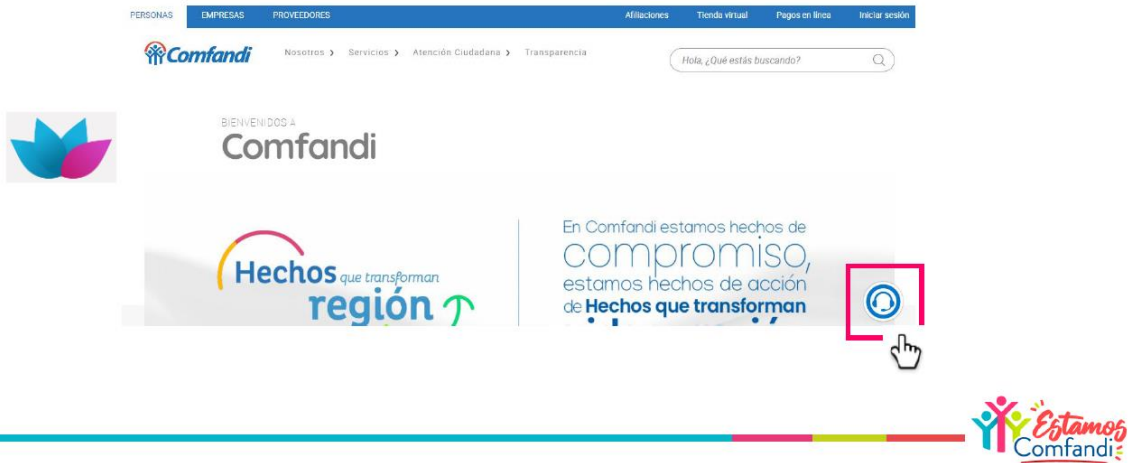 PERSONAS EMPRESAS PROVEEDORES Afiliaciones Tienda virtual Pagos en línea Iniciar sesión
Comfandi Nosotros Servicios Atención Ciudadana Transparencia Hola, ¿Qué estás buscando?
BIENVENIDOS A
Comfandi
Hechos que transforman
región
En Comfandi estamos hechos de
compromiso,
estamos hechos de acción
de Hechos que transforman
Estamos
Comfandi